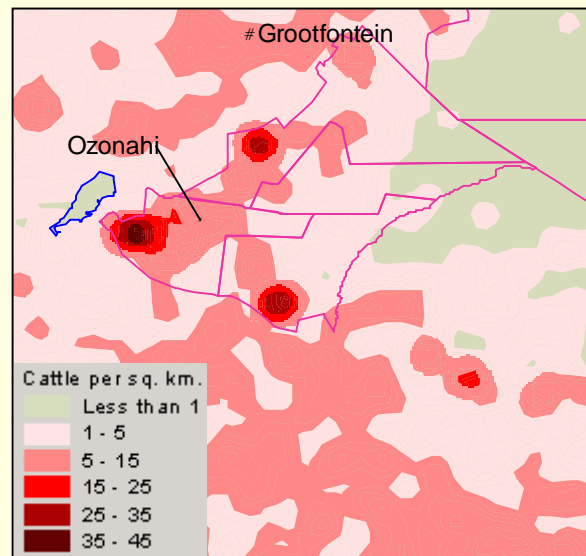 # Grootfontein
Ozonahi
Cattle per sq. km.
Less than 1
1 - 5
5 - 15
15 - 25
25 - 35
35 - 45